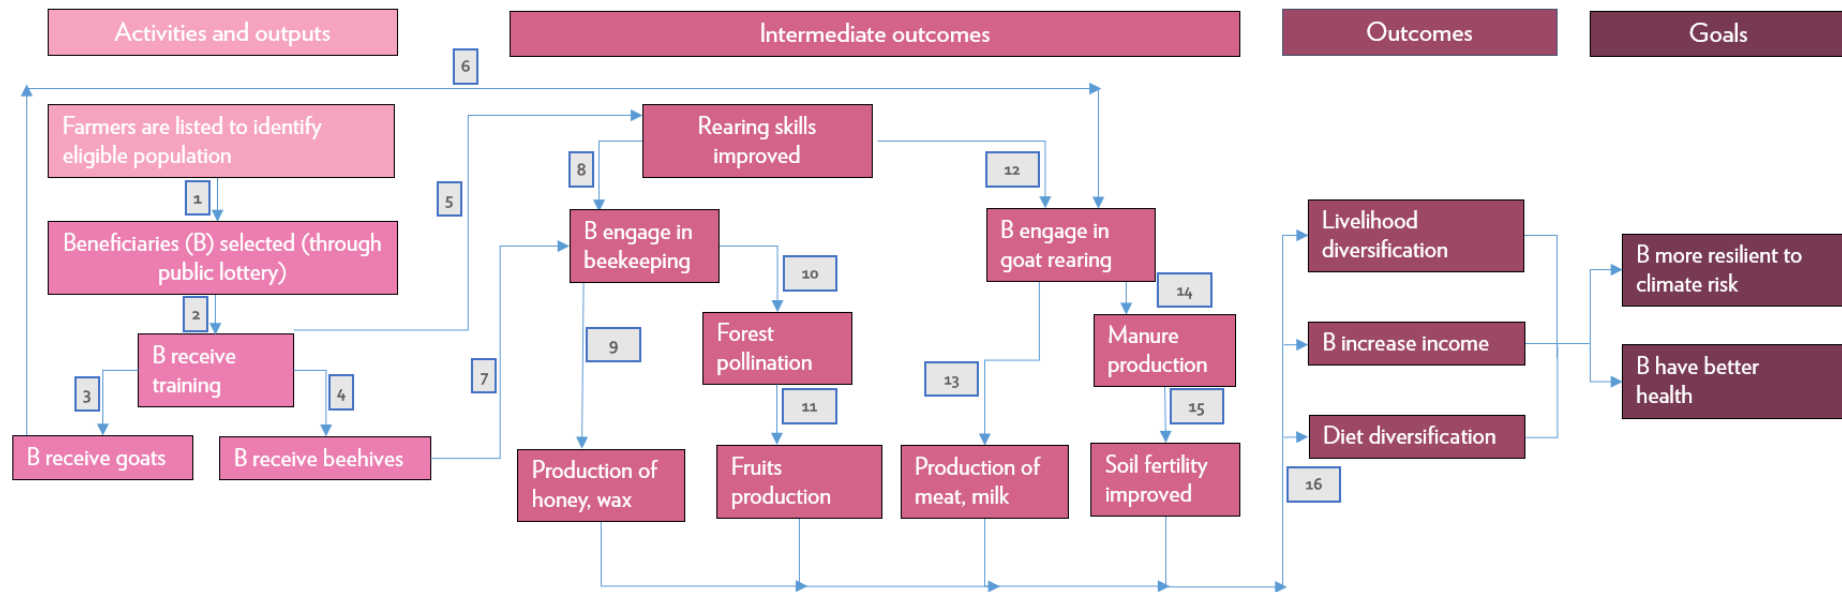 Activities and outputs
Intermediate outcomes
Outcomes
Goals
6
Farmers are listed to identify
eligible population
1
Beneficiaries (B) selected (through
public lottery)
2
B receive
training
3
4
B receive goats
B receive beehives
5
7
Rearing skills
improved
8
12
B engage in
beekeeping
B engage in
goat rearing
10
14
9
Forest
pollination
13
Manure
production
11
15
Production of
honey, wax
Fruits
production
Production of
meat, milk
Soil fertility
improved
16
Livelihood
diversification
B increase income
Diet diversification
B more resilient to
climate risk
B have better
health